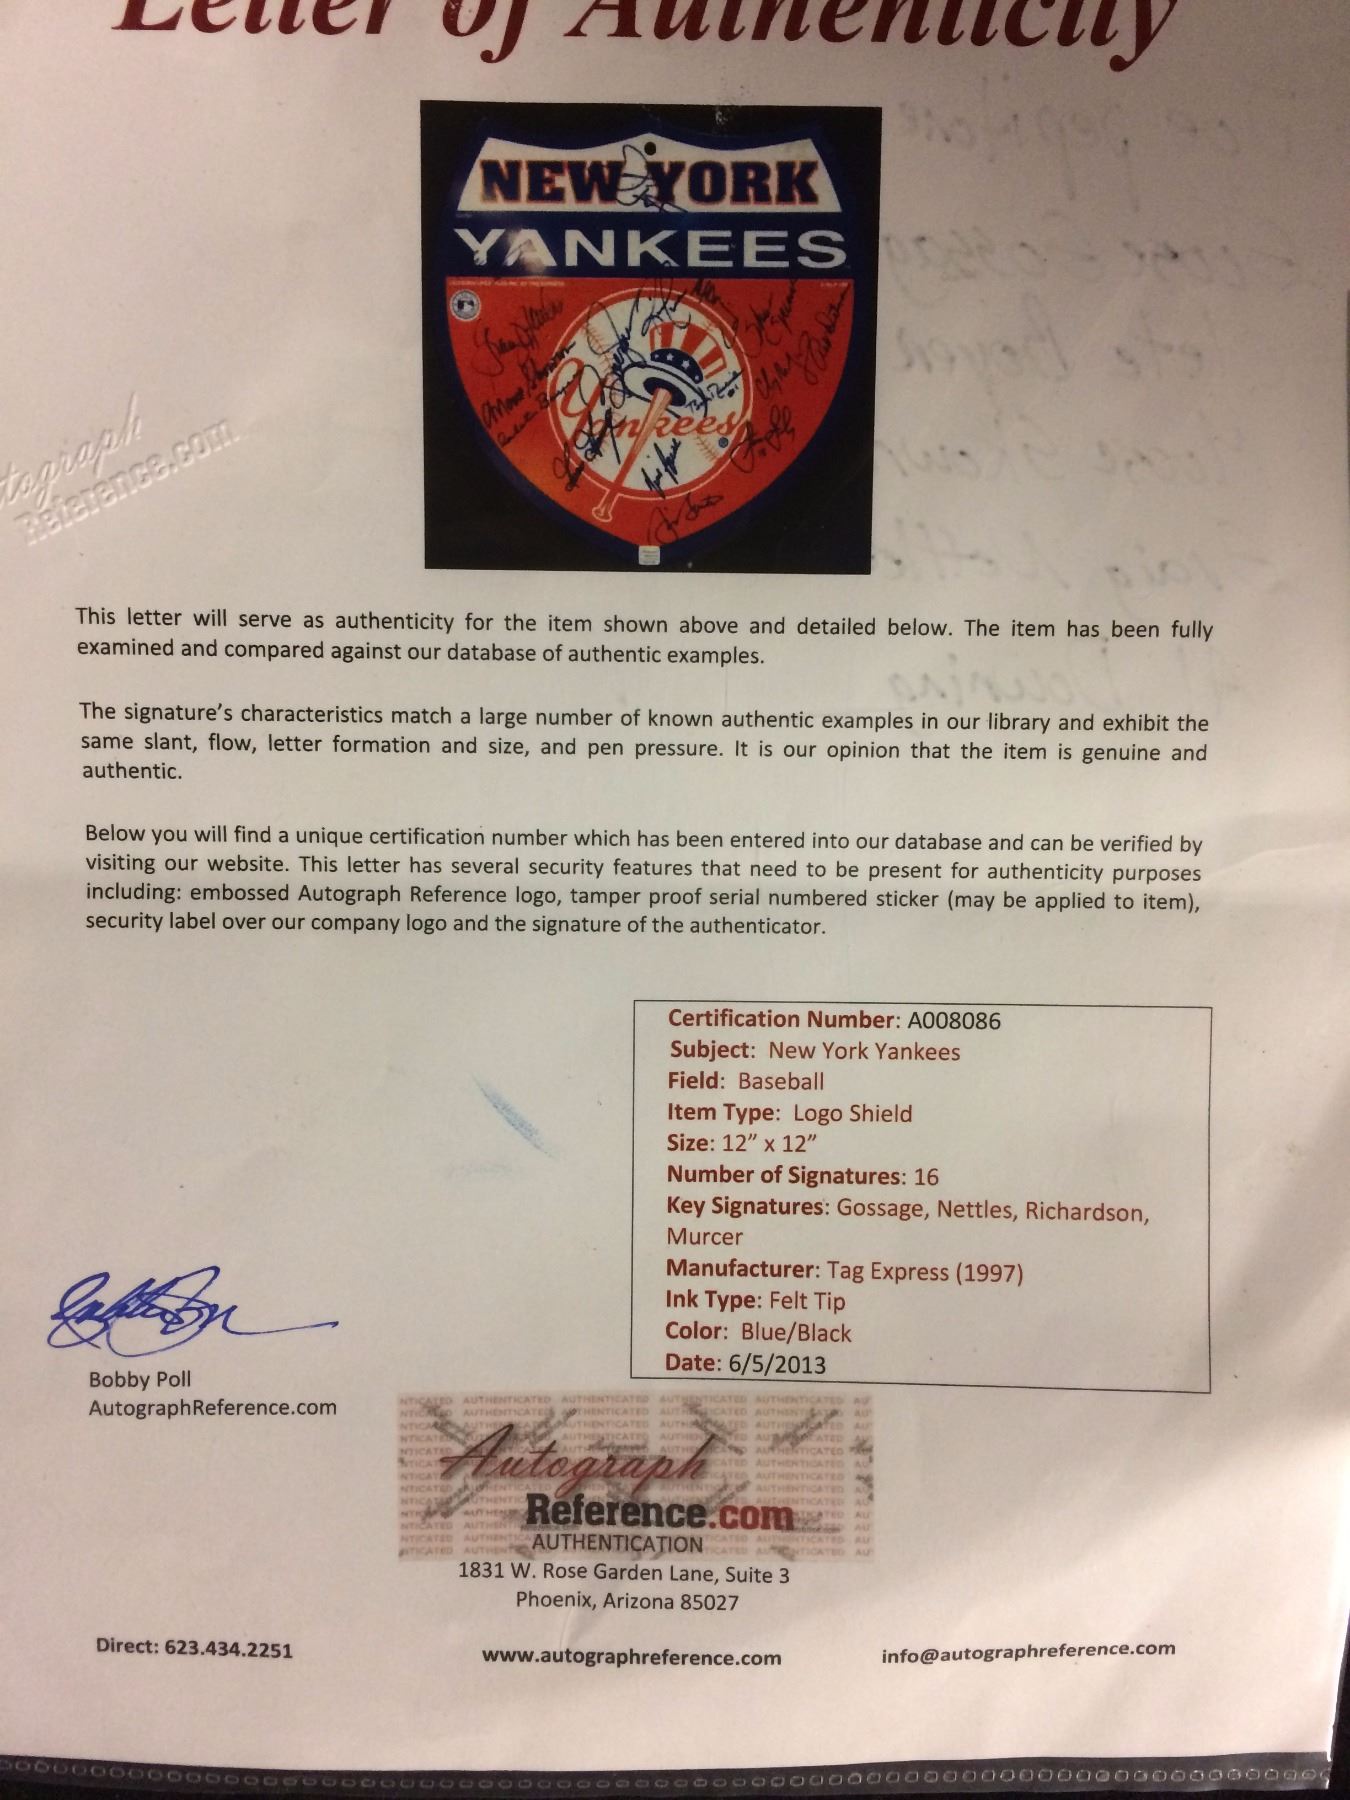 Letter of Authenticity
NEW YORK
YANKEES
Yankees
Autograph
Reference.com
This letter will serve as authenticity for the item shown above and detailed below. The item has been fully
examined and compared against our database of authentic examples.
The signature's characteristics match a large number of known authentic examples in our library and exhibit the
same slant, flow, letter formation and size, and pen pressure. It is our opinion that the item is genuine and
authentic.
Below you will find a unique certification number which has been entered into our database and can be verified by
visiting our website. This letter has several security features that need to be present for authenticity purposes
including: embossed Autograph Reference logo, tamper proof serial numbered sticker (may be applied to item),
security label over our company logo and the signature of the authenticator.
Certification Number: A008086
Subject: New York Yankees
Field: Baseball
Item Type: Logo Shield
Size: 12" x 12"
Number of Signatures: 16
Key Signatures: Gossage, Nettles, Richardson,
Murcer
Manufacturer: Tag Express (1997)
Ink Type: Felt Tip
Color: Blue/Black
Date: 6/5/2013
Bobby Poll
AutographReference.com
Autograph
Reference.com
AUTHENTICATION
1831 W. Rose Garden Lane, Suite 3
Phoenix, Arizona 85027
Direct: 623.434.2251
www.autographreference.com
info@autographreference.com